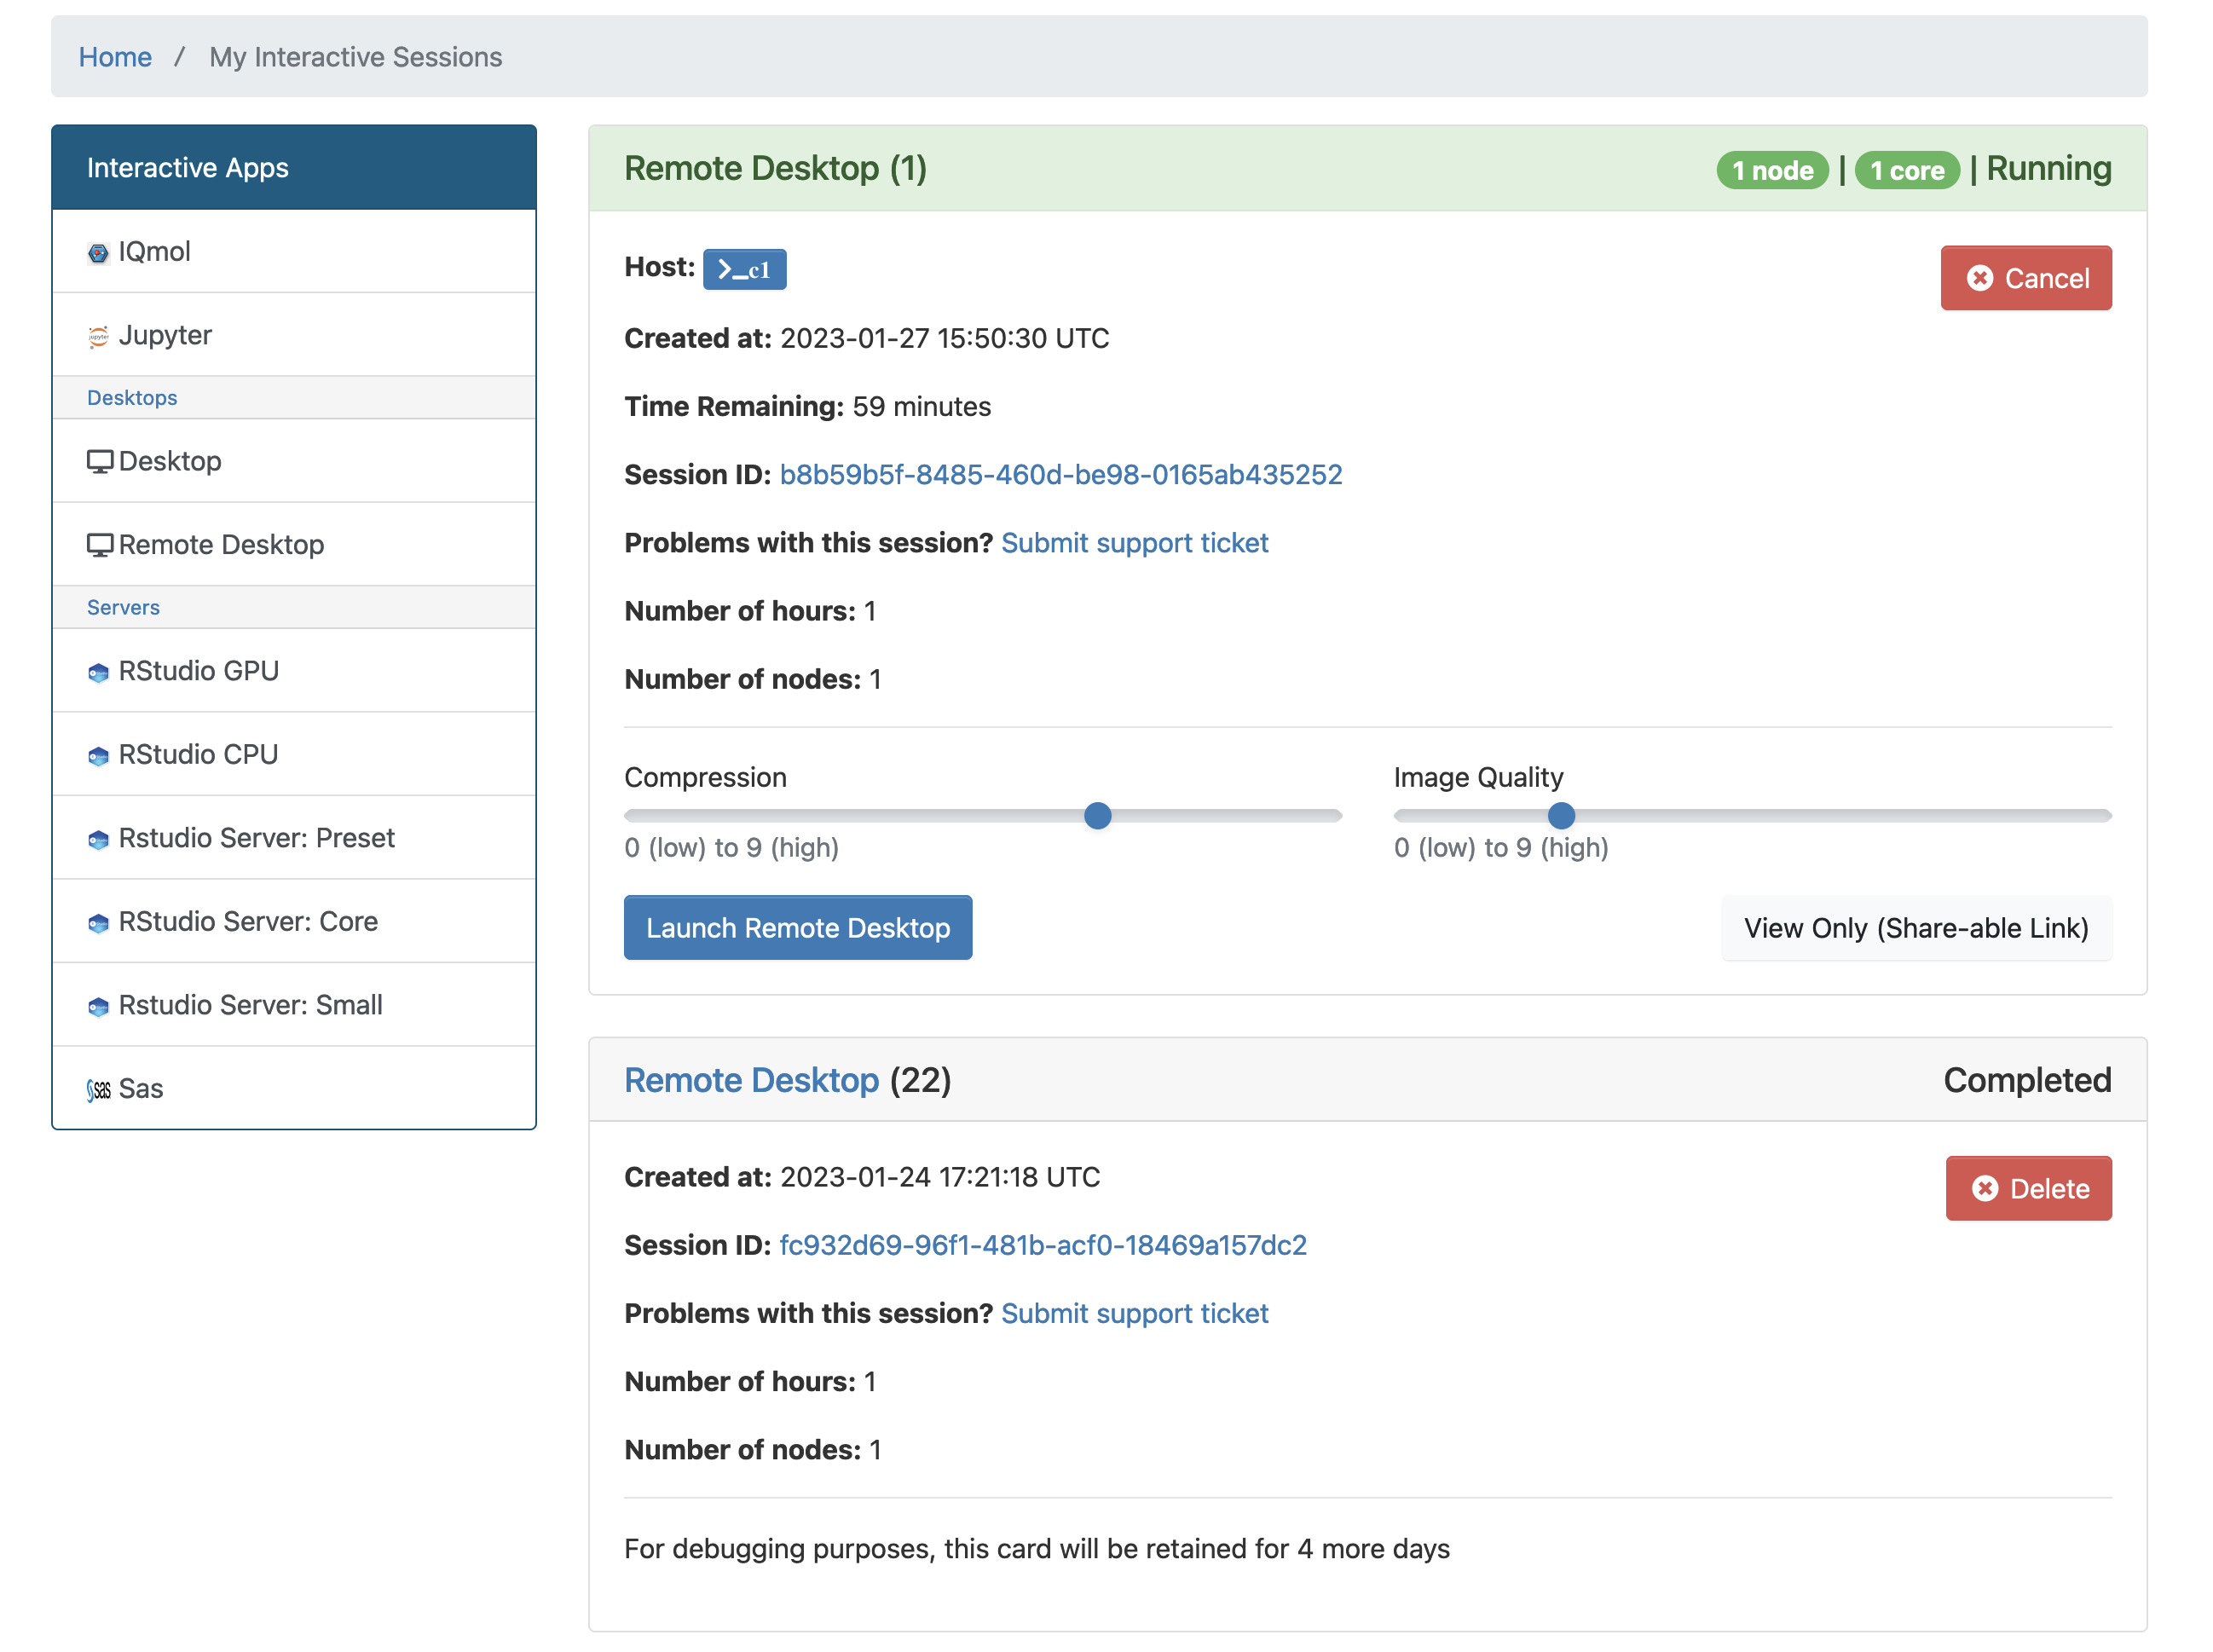 Home / My Interactive Sessions
Interactive Apps
IQmol
Jupyter
Desktops
Desktop
Remote Desktop
Servers
RStudio GPU
RStudio CPU
Rstudio Server: Preset
RStudio Server: Core
Rstudio Server: Small
Sas
Remote Desktop (1)
1 node | 1 core | Running
Host: >_c1
Cancel
Created at: 2023-01-27 15:50:30 UTC
Time Remaining: 59 minutes
Session ID: b8b59b5f-8485-460d-be98-0165ab435252
Problems with this session? Submit support ticket
Number of hours: 1
Number of nodes: 1
Compression
0 (low) to 9 (high)
Image Quality
0 (low) to 9 (high)
Launch Remote Desktop
View Only (Share-able Link)
Remote Desktop (22)
Completed
Created at: 2023-01-24 17:21:18 UTC
Delete
Session ID: fc932d69-96f1-481b-acf0-18469a157dc2
Problems with this session? Submit support ticket
Number of hours: 1
Number of nodes: 1
For debugging purposes, this card will be retained for 4 more days